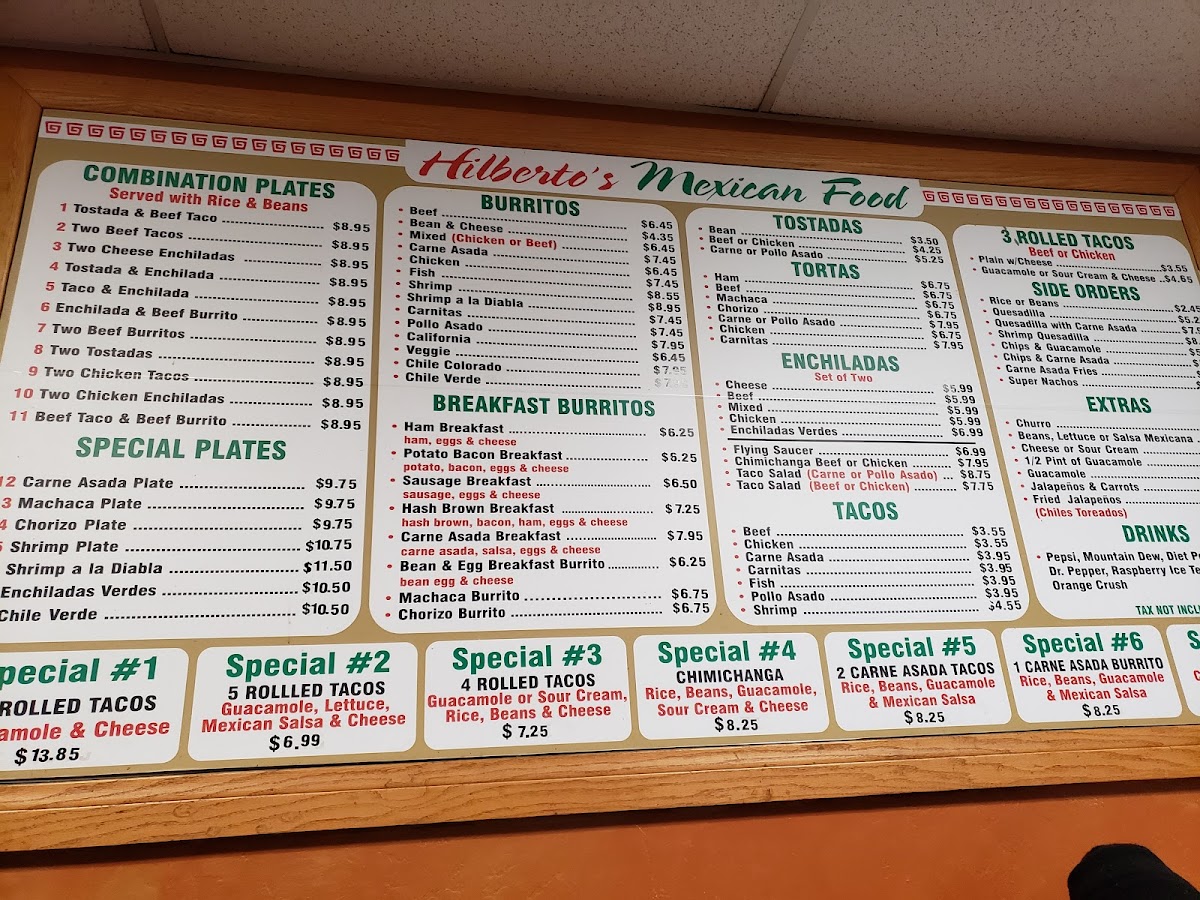 Hilberto's Mexican Food
COMBINATION PLATES
Served with Rice & Beans
1 Tostada & Beef Taco $8.95
2 Two Beef Tacos $8.95
3 Two Cheese Enchiladas $8.95
4 Tostada & Enchilada $8.95
5 Taco & Enchilada $8.95
6 Enchilada & Beef Burrito $8.95
7 Two Beef Burritos $8.95
8 Two Tostadas $8.95
9 Two Chicken Tacos $8.95
10 Two Chicken Enchiladas $8.95
11 Beef Taco & Beef Burrito $8.95
SPECIAL PLATES
12 Carne Asada Plate $9.75
3 Machaca Plate $9.75
4 Chorizo Plate $9.75
Shrimp Plate $10.75
Shrimp a la Diabla $11.50
Enchiladas Verdes $10.50
Chile Verde $10.50
BURRITOS
• Beef $6.45
• Bean & Cheese $4.35
• Mixed (Chicken or Beef) $6.45
• Carne Asada $7.45
• Chicken $6.45
• Fish $7.45
• Shrimp $8.55
• Shrimp a la Diabla $8.95
• Carnitas $7.45
• Pollo Asado $7.45
• California $7.95
• Veggie $6.45
• Chile Colorado
• Chile Verde
BREAKFAST BURRITOS
• Ham Breakfast $6.25
ham, eggs & cheese
• Potato Bacon Breakfast $6.25
potato, bacon, eggs & cheese
• Sausage Breakfast $6.50
sausage, eggs & cheese
• Hash Brown Breakfast $7.25
hash brown, bacon, ham, eggs & cheese
• Carne Asada Breakfast $7.95
carne asada, salsa, eggs & cheese
• Bean & Egg Breakfast Burrito $6.25
bean egg & cheese
• Machaca Burrito $6.75
• Chorizo Burrito $6.75
TOSTADAS
• Bean $3.50
• Beef or Chicken $4.25
• Carne or Pollo Asado $5.25
TORTAS
• Ham $6.75
• Beef $6.75
• Machaca $6.75
• Chorizo $6.75
• Carne or Pollo Asado $7.95
• Chicken $6.75
• Carnitas $7.95
ENCHILADAS
Set of Two
• Cheese $5.99
• Beef $5.99
• Mixed $5.99
• Chicken $5.99
• Enchiladas Verdes $6.99
• Flying Saucer $6.99
• Chimichanga Beef or Chicken $7.95
• Taco Salad (Carne or Pollo Asado) $8.75
• Taco Salad (Beef or Chicken) $7.75
TACOS
• Beef $3.55
• Chicken $3.55
• Carne Asada $3.95
• Carnitas $3.95
• Fish $3.95
• Pollo Asado $3.95
• Shrimp $4.55
3 ROLLED TACOS
Beef or Chicken
• Plain w/Cheese $3.55
• Guacamole or Sour Cream & Cheese $4.65
SIDE ORDERS
• Rice or Beans $2.45
• Quesadilla
• Quesadilla with Carne Asada
• Shrimp Quesadilla
• Chips & Guacamole
• Chips & Carne Asada
• Carne Asada Fries
• Super Nachos
EXTRAS
• Churro
• Beans, Lettuce or Salsa Mexicana
• Cheese or Sour Cream
• 1/2 Pint of Guacamole
• Guacamole
• Jalapeños & Carrots
• Fried Jalapeños
(Chiles Toreados)
DRINKS
• Pepsi, Mountain Dew, Diet
Dr. Pepper, Raspberry Ice
Orange Crush
TAX NOT
pecial #1
ROLLED TACOS
amole & Cheese
$13.85
Special #2
5 ROLLLED TACOS
Guacamole, Lettuce,
Mexican Salsa & Cheese
$6.99
Special #3
4 ROLLED TACOS
Guacamole or Sour Cream,
Rice, Beans & Cheese
$7.25
Special #4
CHIMICHANGA
Rice, Beans, Guacamole,
Sour Cream & Cheese
$8.25
Special #5
2 CARNE ASADA TACOS
Rice, Beans, Guacamole
& Mexican Salsa
$8.25
Special #6
1 CARNE ASADA BURRITO
Rice, Beans, Guacamole
& Mexican Salsa
$8.25